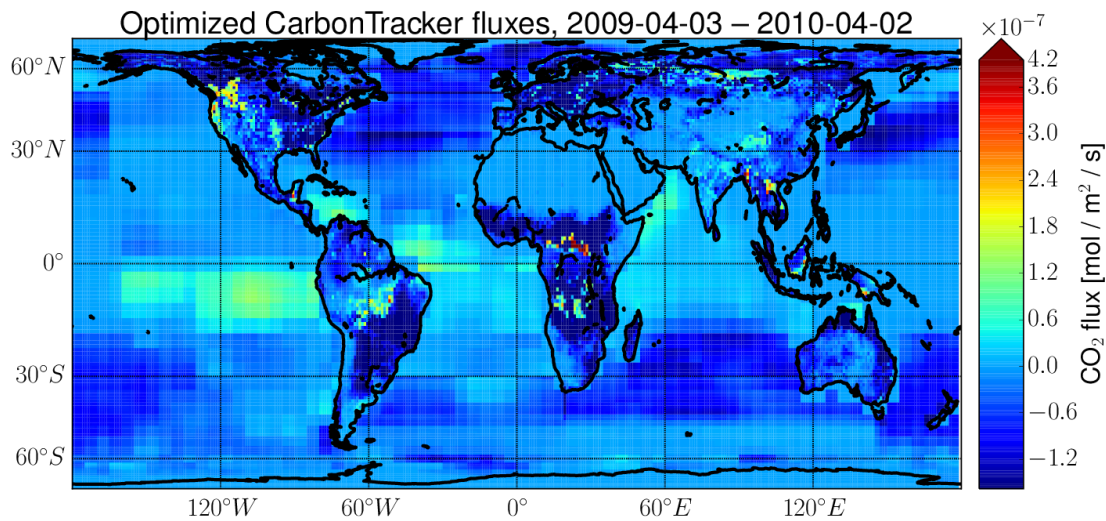 Optimized CarbonTracker fluxes, 2009-04-03 – 2010-04-02
×10⁻⁷
60°N
30°N
0°
30°S
60°S
120°W
60°W
0°
60°E
120°E
4.2
3.6
3.0
2.4
1.8
1.2
0.6
0.0
−0.6
−1.2
CO₂ flux [mol / m² / s]